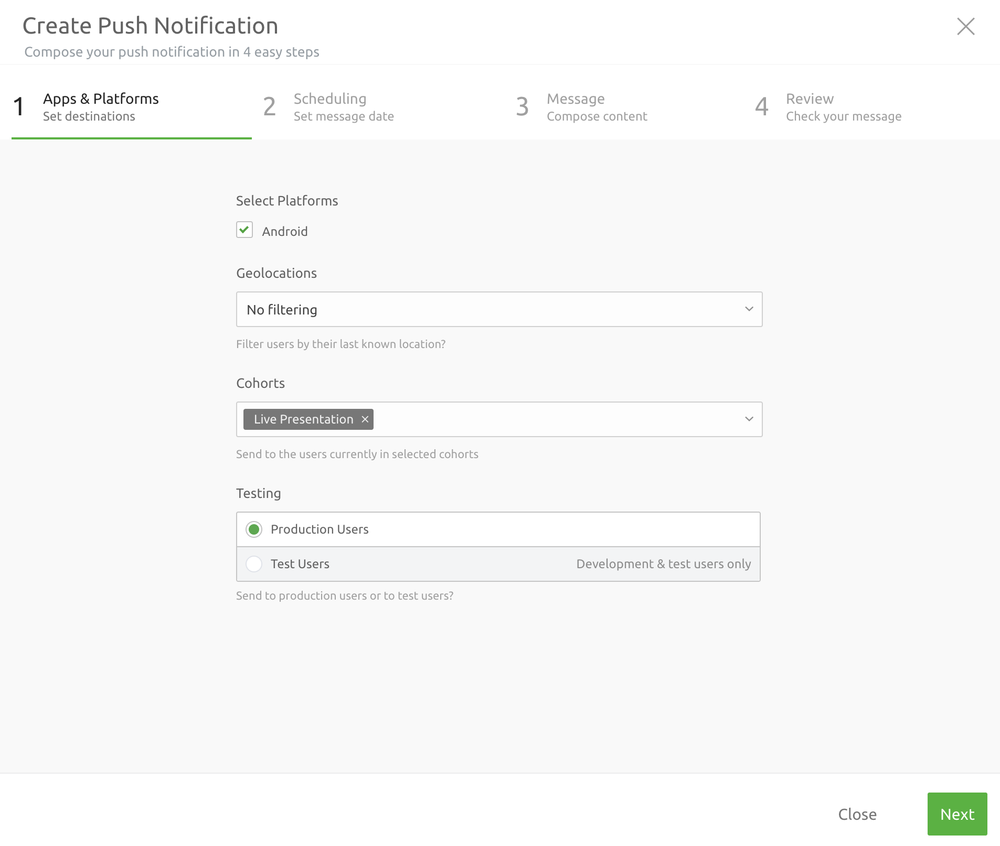 Create Push Notification
Compose your push notification in 4 easy steps
1 Apps & Platforms
Set destinations
2 Scheduling
Set message date
3 Message
Compose content
4 Review
Check your message
Select Platforms
Android
Geolocations
No filtering
Filter users by their last known location?
Cohorts
Live Presentation
Send to the users currently in selected cohorts
Testing
Production Users
Test Users Development & test users only
Send to production users or to test users?
Close Next